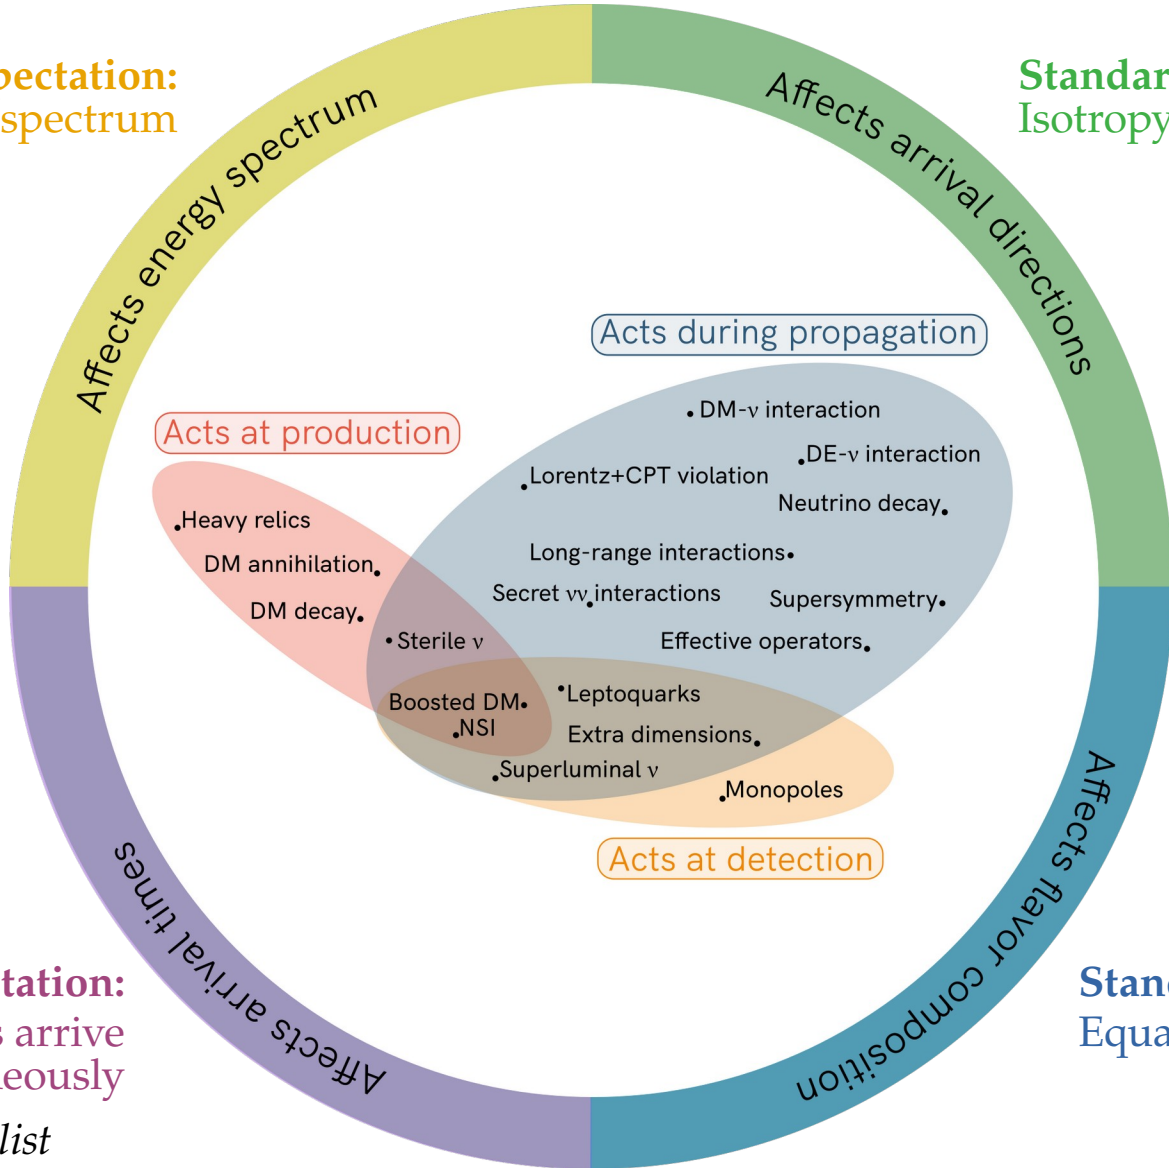 pectation:
spectrum
Standar
Isotropy
Affects energy spectrum
Affects arrival directions
Acts during propagation
DM-ν interaction
DE-ν interaction
Lorentz+CPT violation
Neutrino decay
Long-range interactions
Secret νν interactions
Supersymmetry
Effective operators
Acts at production
Heavy relics
DM annihilation
DM decay
Sterile ν
Boosted DM
NSI
Leptoquarks
Extra dimensions
Superluminal ν
Monopoles
Acts at detection
Affects arrival times
Affects flavor composition
tation:
s arrive
eously
list
Stand
Equa